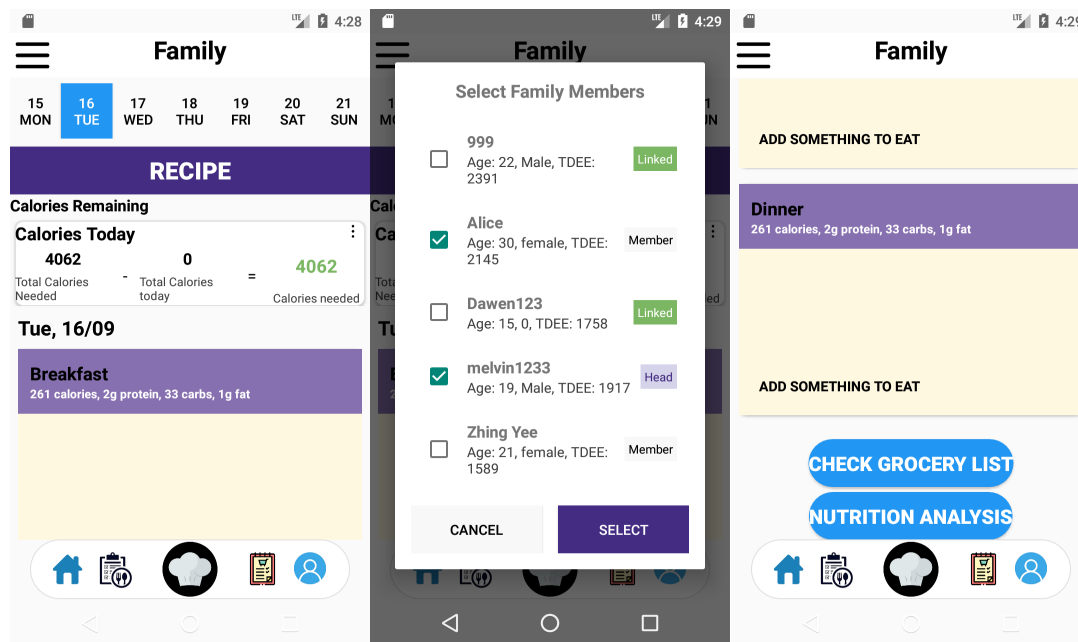 LTE 4:28
Family
15 16 17 18 19 20 21
MON TUE WED THU FRI SAT SUN
RECIPE
Calories Remaining
Calories Today
4062 0 4062
- =
Total Calories Needed
Total Calories today
Calories needed
Tue, 16/09
Breakfast
261 calories, 2g protein, 33 carbs, 1g fat
LTE 4:29
Family
Select Family Members
999
Age: 22, Male, TDEE:
2391
Linked
Alice
Age: 30, female, TDEE:
2145
Member
Dawen123
Age: 15, 0, TDEE: 1758
Linked
melvin1233
Age: 19, Male, TDEE: 1917
Head
Zhing Yee
Age: 21, female, TDEE:
1589
Member
CANCEL SELECT
LTE 4:29
Family
ADD SOMETHING TO EAT
Dinner
261 calories, 2g protein, 33 carbs, 1g fat
ADD SOMETHING TO EAT
CHECK GROCERY LIST
NUTRITION ANALYSIS